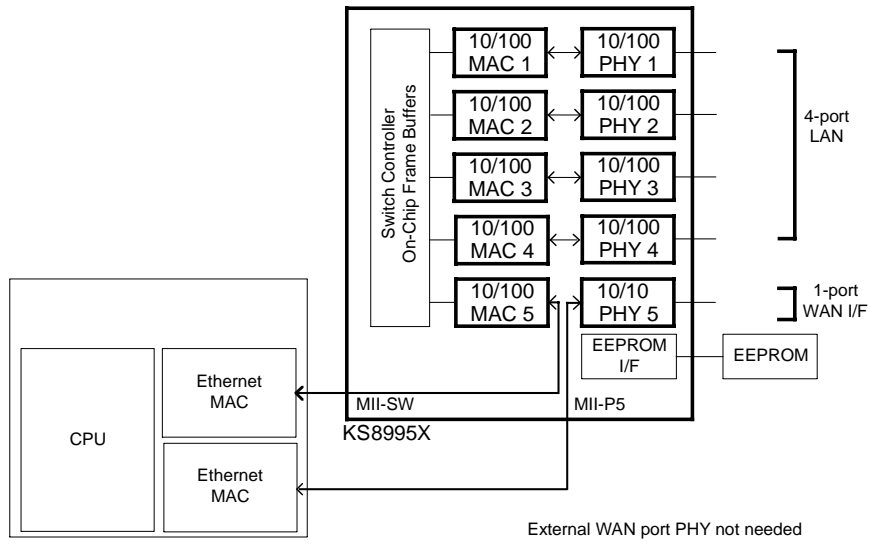 Switch Controller
On-Chip Frame Buffers
10/100
MAC 1
10/100
PHY 1
10/100
MAC 2
10/100
PHY 2
10/100
MAC 3
10/100
PHY 3
10/100
MAC 4
10/100
PHY 4
10/100
MAC 5
10/10
PHY 5
4-port
LAN
1-port
WAN I/F
EEPROM
I/F
EEPROM
MII-SW
MII-P5
KS8995X
CPU
Ethernet
MAC
Ethernet
MAC
External WAN port PHY not needed